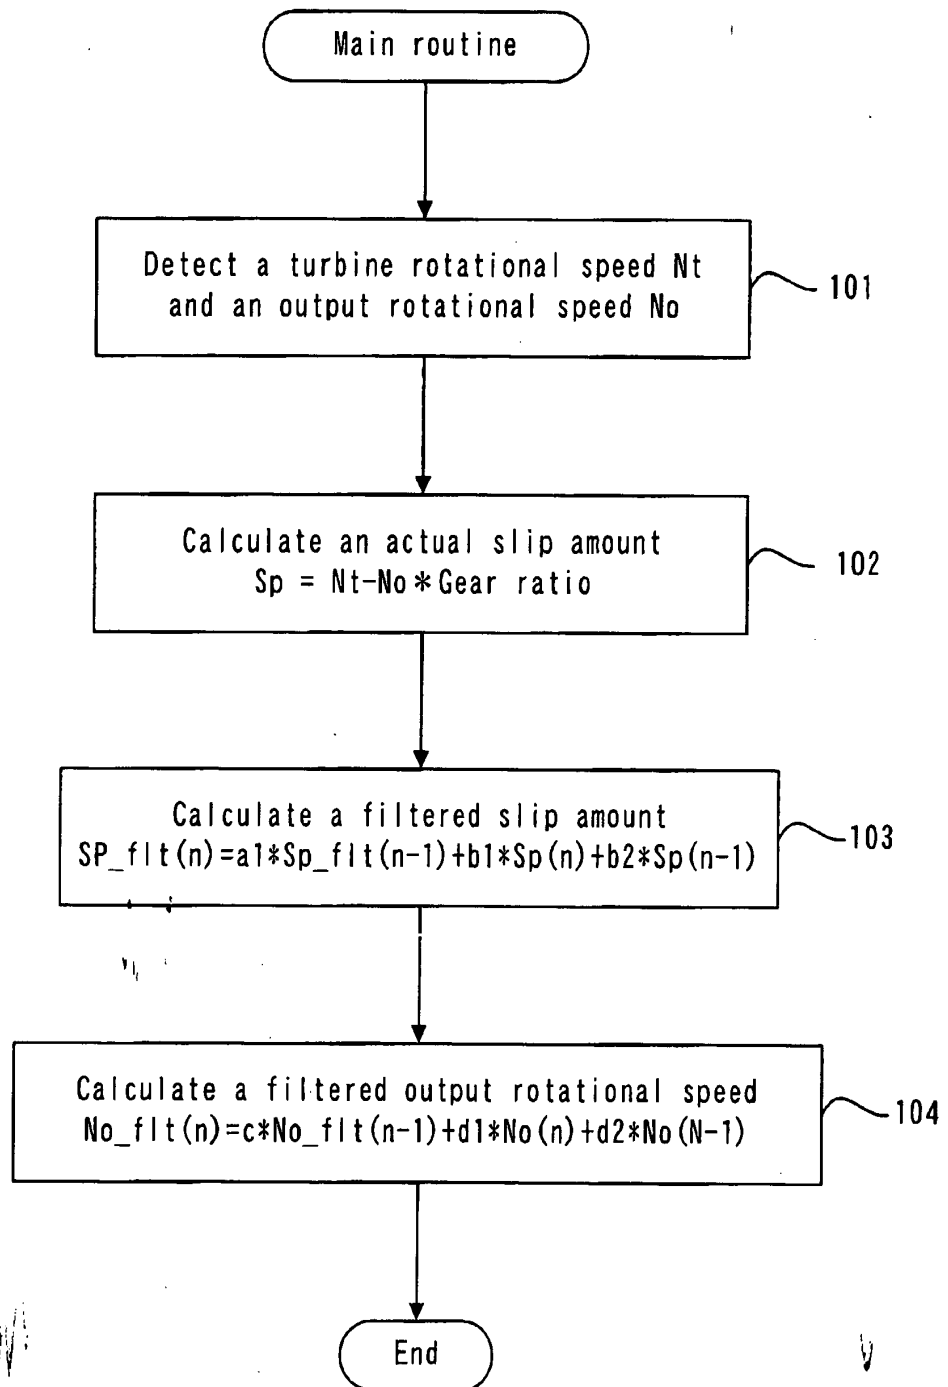 Main routine
Detect a turbine rotational speed Nt
and an output rotational speed No
101
Calculate an actual slip amount
Sp = Nt-No*Gear ratio
102
Calculate a filtered slip amount
SP_flt(n)=a1*Sp_flt(n-1)+b1*Sp(n)+b2*Sp(n-1)
103
Calculate a filtered output rotational speed
No_flt(n)=c*No_flt(n-1)+d1*No(n)+d2*No(N-1)
104
End